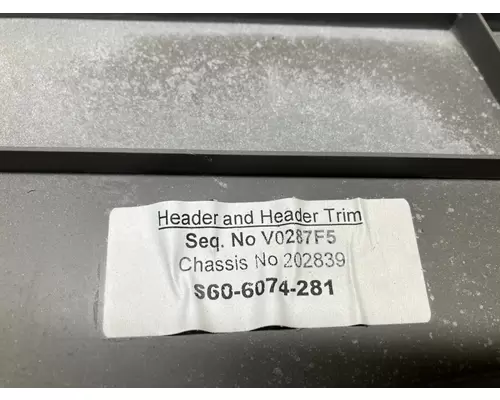 Header and Header Trim
Seq. No V0287F5
Chassis No 202839
S60-6074-281